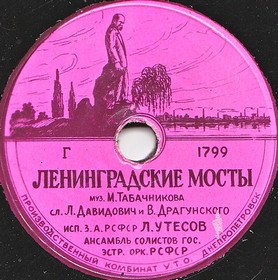 Г 1799
ЛЕНИНГРАДСКИЕ МОСТЫ
муз. И. ТАБАЧНИКОВА
сл. Л. ДАВИДОВИЧ и В. ДРАГУНСКОГО
исп. З. А. РСФСР Л. УТЕСОВ
АНСАМБЛЬ СОЛИСТОВ ГОС.
ЭСТР. ОРК. РСФСР
ПРОИЗВОДСТВЕННЫЙ КОМБИНАТ У.Т.О. ДНЕПРОПЕТРОВСК